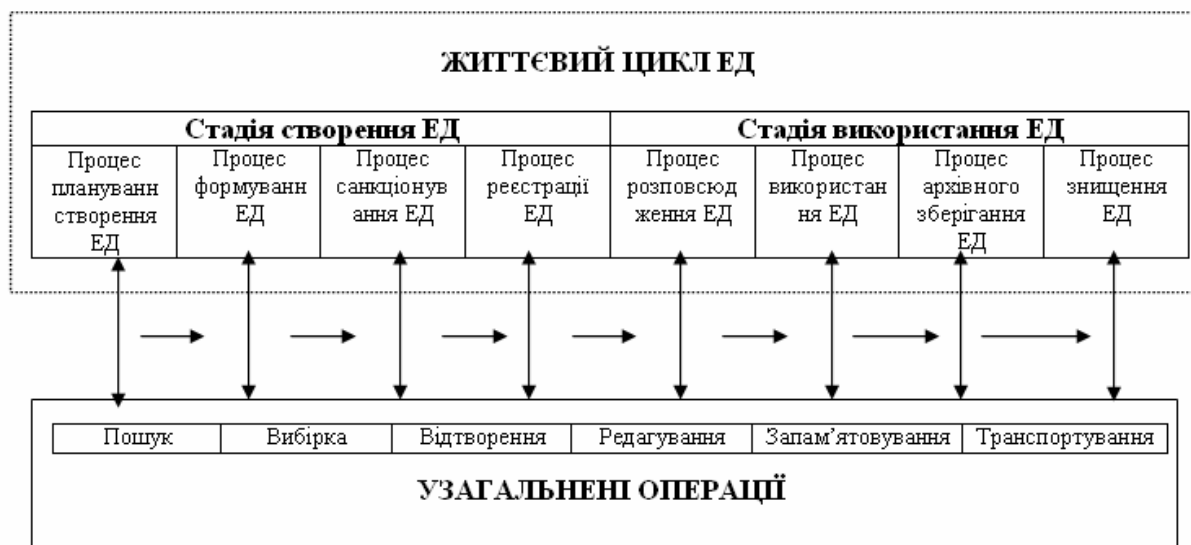 ЖИТТЄВИЙ ЦИКЛ ЕД
Стадія створення ЕД
Стадія використання ЕД
Процес
плануванн
створення
ЕД
Процес
формуванн
ЕД
Процес
санкціонув
ання ЕД
Процес
реєстрації
ЕД
Процес
розповсюд
ження ЕД
Процес
використан
ня ЕД
Процес
архівного
зберігання
ЕД
Процес
знищення
ЕД
Пошук
Вибірка
Відтворення
Редагування
Запам’ятовування
Транспортування
УЗАГАЛЬНЕНІ ОПЕРАЦІЇ